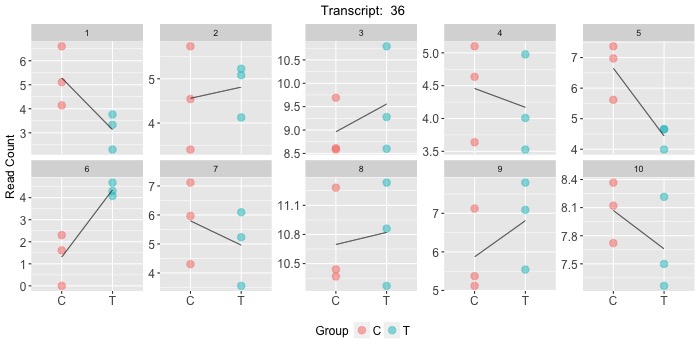 Transcript: 36
1 2 3 4 5
6 5 4 3
5 4
10.5 10.0 9.5 9.0 8.5
5.0 4.5 4.0 3.5
7 6 5 4
Read Count
6 7 8 9 10
4 3 2 1 0
7 6 5 4
11.1 10.8 10.5
7 6 5
8.4 8.1 7.8 7.5
C T C T C T C T C T
Group C T